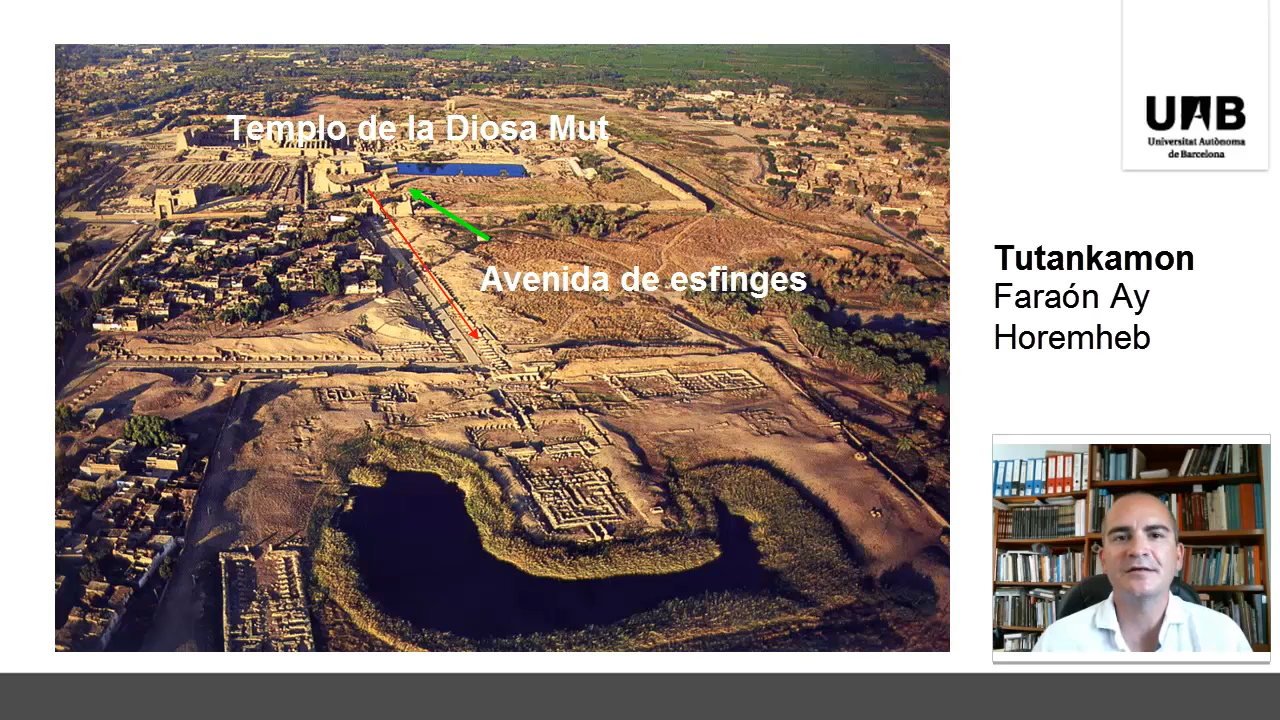 Templo de la Diosa Mut
Avenida de esfinges
UAB
Universitat Autònoma
de Barcelona
Tutankamon
Faraón Ay
Horemheb